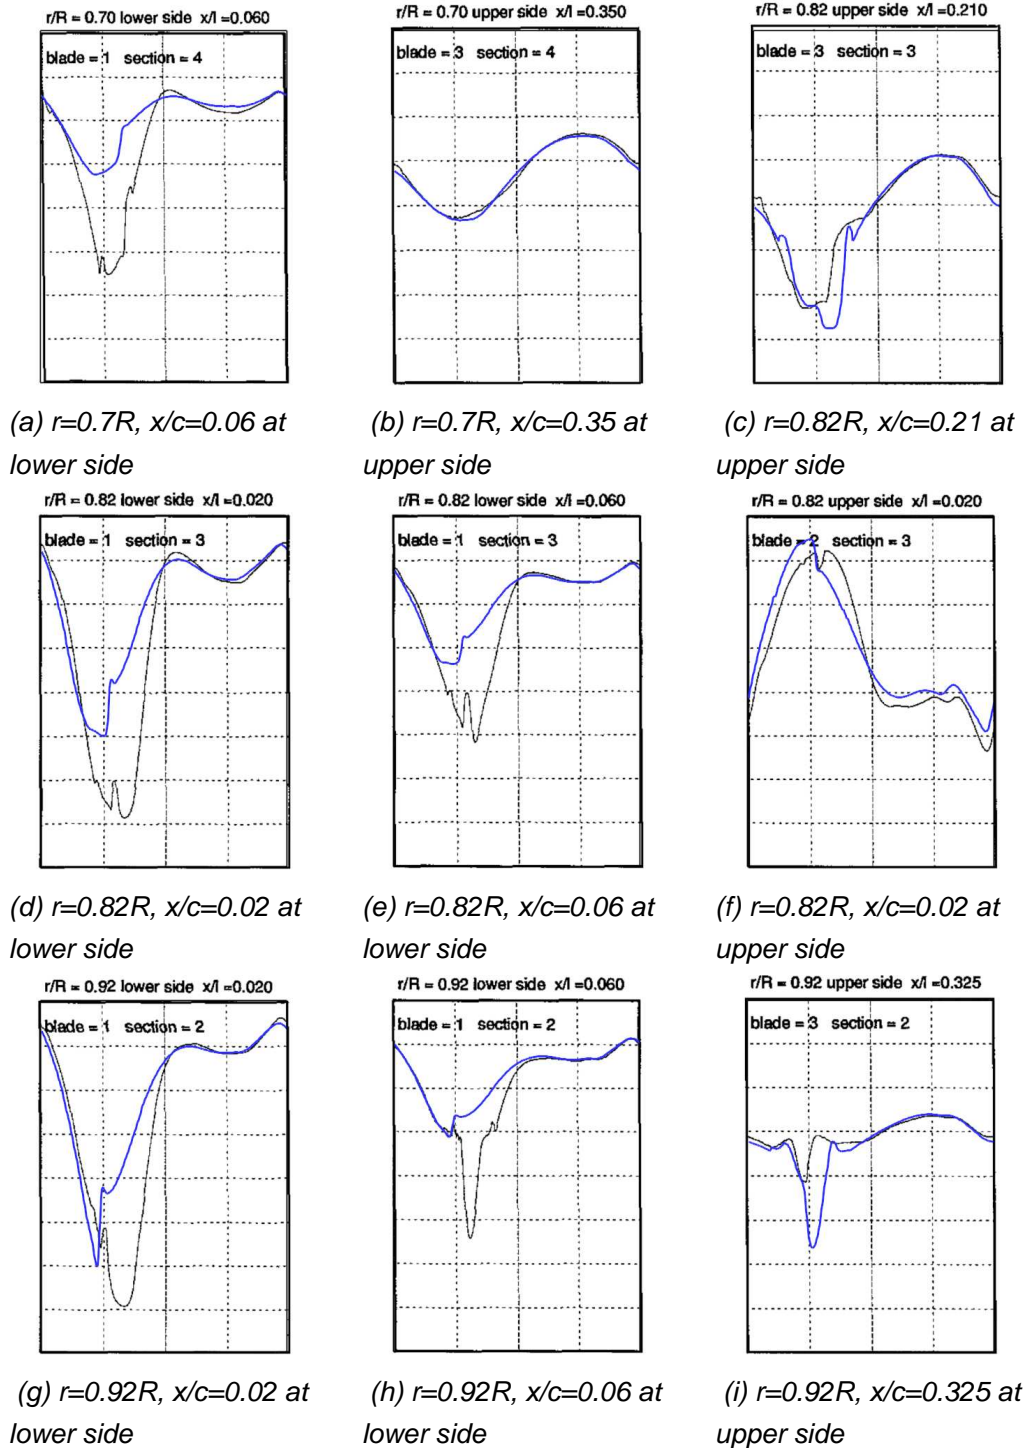 r/R = 0.70 lower side x/l=0.060
blade = 1 section = 4
(a) r=0.7R, x/c=0.06 at
lower side
r/R = 0.70 upper side x/l=0.350
blade = 3 section = 4
(b) r=0.7R, x/c=0.35 at
upper side
r/R = 0.82 upper side x/l=0.210
blade = 3 section = 3
(c) r=0.82R, x/c=0.21 at
upper side
r/R = 0.82 lower side x/l=0.020
blade = 1 section = 3
(d) r=0.82R, x/c=0.02 at
lower side
r/R = 0.82 lower side x/l=0.060
blade = 1 section = 3
(e) r=0.82R, x/c=0.06 at
lower side
r/R = 0.82 upper side x/l=0.020
blade = 2 section = 3
(f) r=0.82R, x/c=0.02 at
upper side
r/R = 0.92 lower side x/l=0.020
blade = 1 section = 2
(g) r=0.92R, x/c=0.02 at
lower side
r/R = 0.92 lower side x/l=0.060
blade = 1 section = 2
(h) r=0.92R, x/c=0.06 at
lower side
r/R = 0.92 upper side x/l=0.325
blade = 3 section = 2
(i) r=0.92R, x/c=0.325 at
upper side